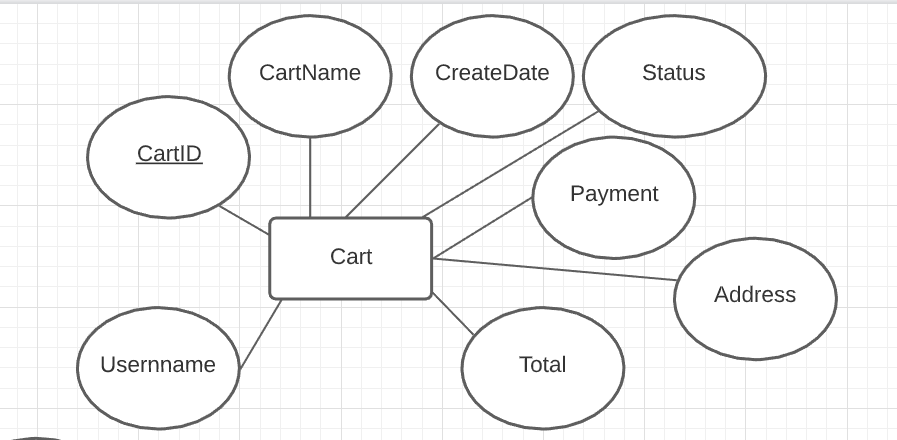 CartName
CreateDate
Status
CartID
Payment
Cart
Address
Usernname
Total